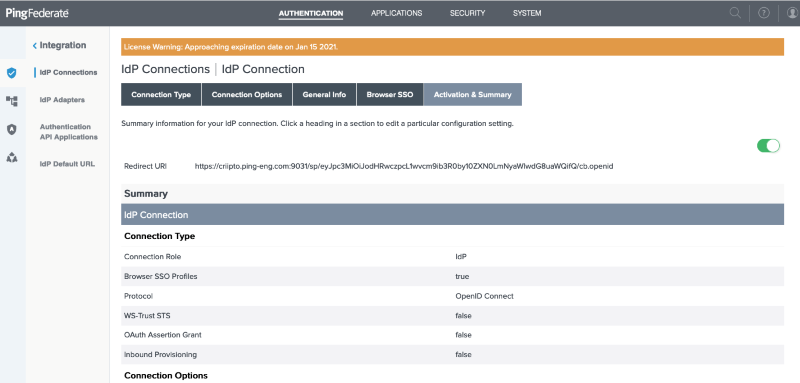 PingFederate
AUTHENTICATION APPLICATIONS SECURITY SYSTEM
Integration
IdP Connections
IdP Adapters
Authentication
API Applications
IdP Default URL
License Warning: Approaching expiration date on Jan 15 2021.
IdP Connections | IdP Connection
Connection Type Connection Options General Info Browser SSO Activation & Summary
Summary information for your IdP connection. Click a heading in a section to edit a particular configuration setting.
Redirect URI https://criipto.ping-eng.com:9031/sp/eyJpc3MiOiJodHRwczpcL1wvcm9ib3R0by10ZXN0LmNyaWlwdG8uaWQifQ/cb.openid
Summary
IdP Connection
Connection Type
Connection Role IdP
Browser SSO Profiles true
Protocol OpenID Connect
WS-Trust STS false
OAuth Assertion Grant false
Inbound Provisioning false
Connection Options